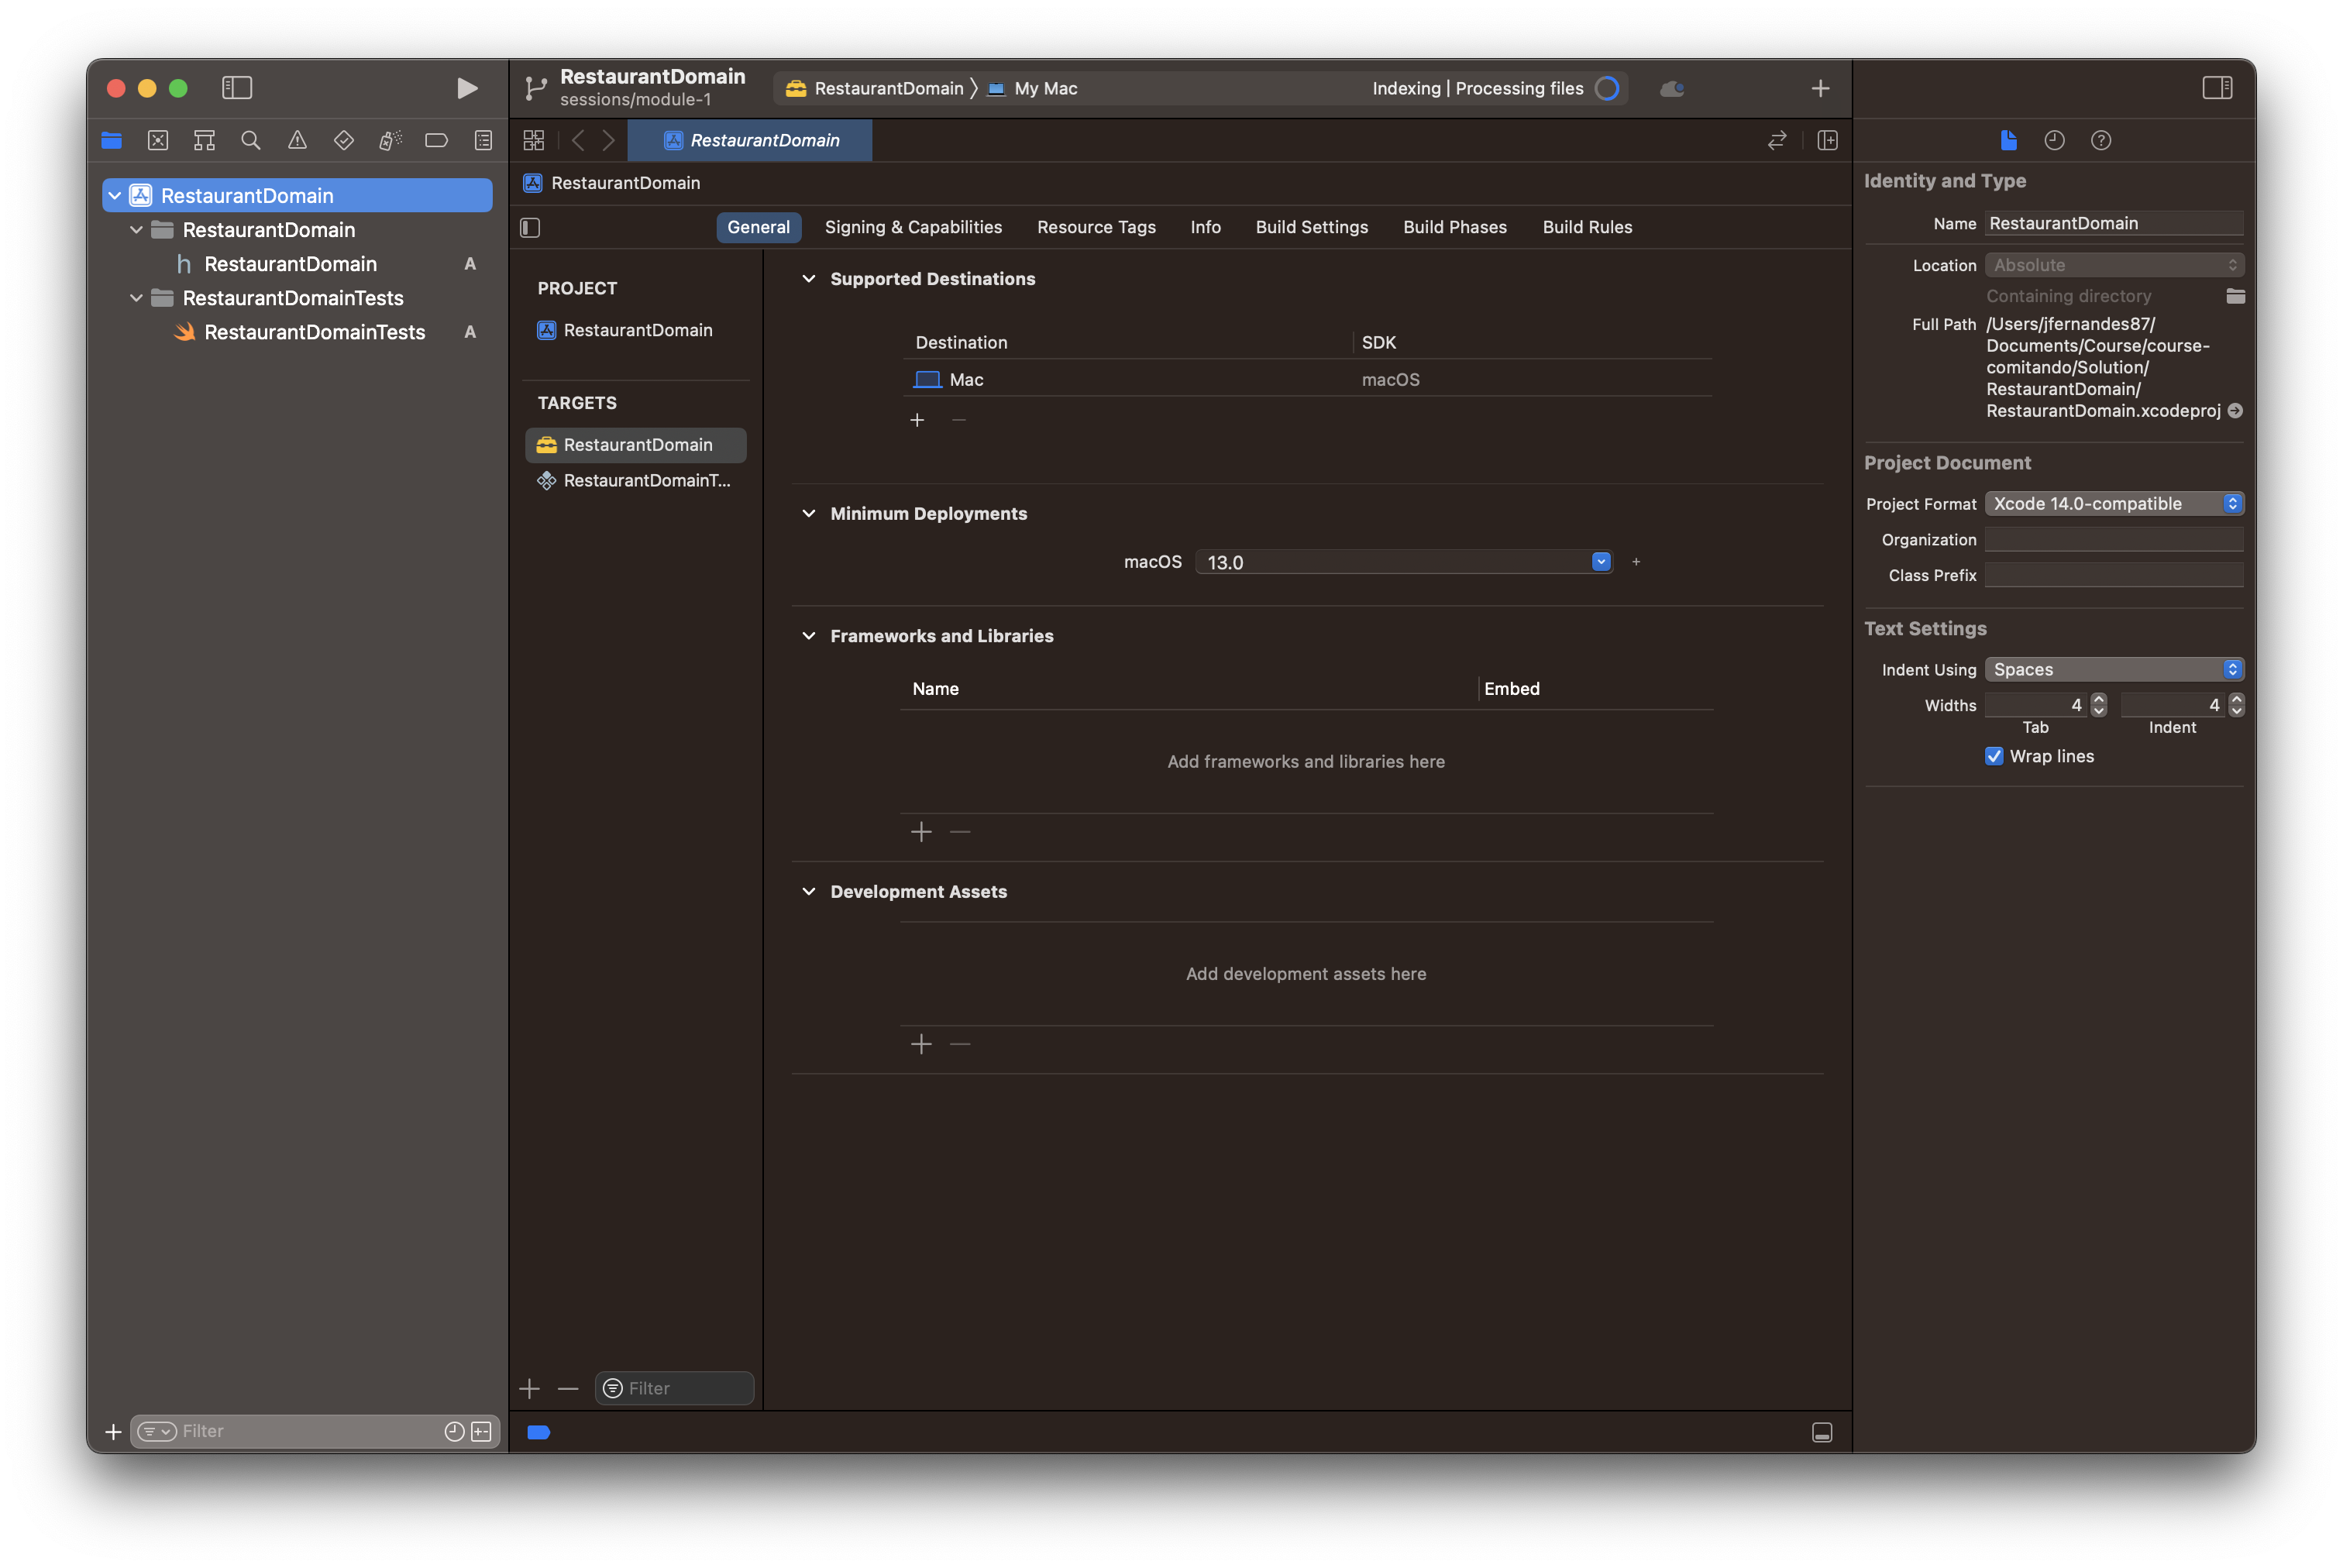 RestaurantDomain
sessions/module-1
RestaurantDomain
My Mac
Indexing | Processing files
RestaurantDomain
RestaurantDomain
RestaurantDomain A
RestaurantDomainTests
RestaurantDomainTests A
Filter
RestaurantDomain
RestaurantDomain
General
Signing & Capabilities
Resource Tags
Info
Build Settings
Build Phases
Build Rules
PROJECT
RestaurantDomain
TARGETS
RestaurantDomain
RestaurantDomainT...
Filter
Supported Destinations
Destination SDK
Mac macOS
Minimum Deployments
macOS 13.0
Frameworks and Libraries
Name Embed
Add frameworks and libraries here
Development Assets
Add development assets here
Identity and Type
Name RestaurantDomain
Location Absolute
Containing directory
Full Path /Users/jfernandes87/
Documents/Course/course-
comitando/Solution/
RestaurantDomain/
RestaurantDomain.xcodeproj
Project Document
Project Format Xcode 14.0-compatible
Organization
Class Prefix
Text Settings
Indent Using Spaces
Widths 4 4
Tab Indent
Wrap lines